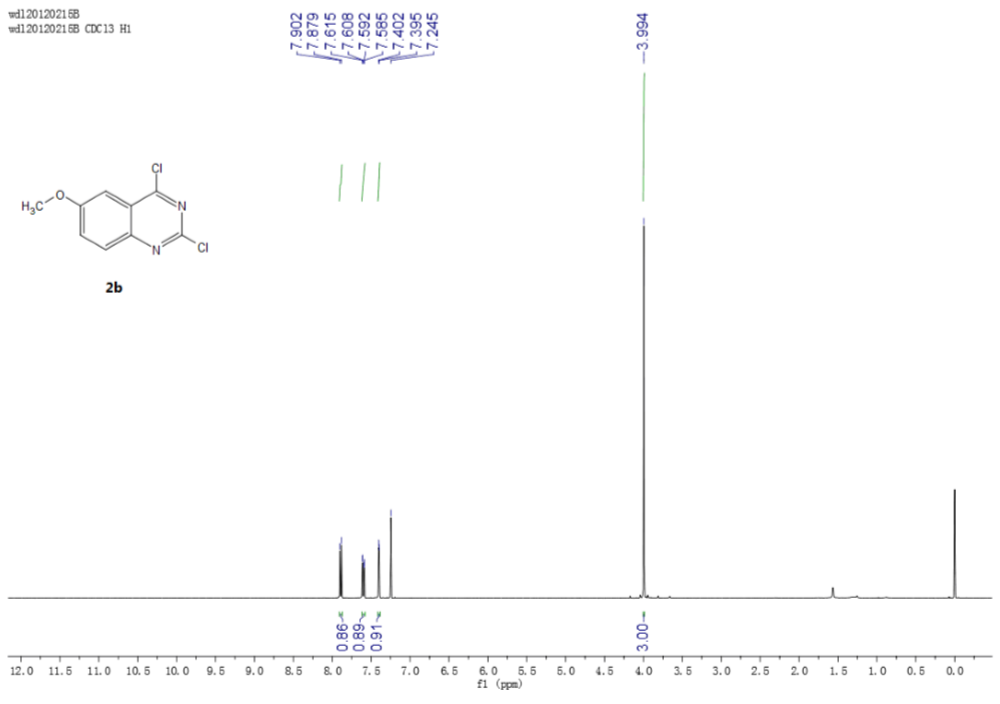 wdl20120215B
wdl20120215B CDCl3 H1
7.902
7.879
7.615
7.608
7.592
7.585
7.402
7.395
7.245
3.994
Cl
H3C
O
N
N
Cl
2b
0.86
0.89
0.91
3.00
12.0 11.5 11.0 10.5 10.0 9.5 9.0 8.5 8.0 7.5 7.0 6.5 6.0 5.5 5.0 4.5 4.0 3.5 3.0 2.5 2.0 1.5 1.0 0.5 0.0
f1 (ppm)